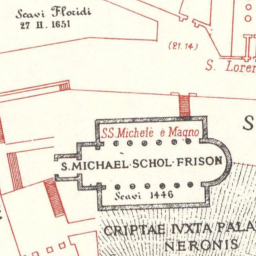 Scavi Floridi
27 II. 1651
(21.14)
S. Loren
SS. Michele e Magno
S
S. MICHAEL·SCHOL·FRISON
Scavi 1446
CRIPTAE IVXTA PALA
NERONIS